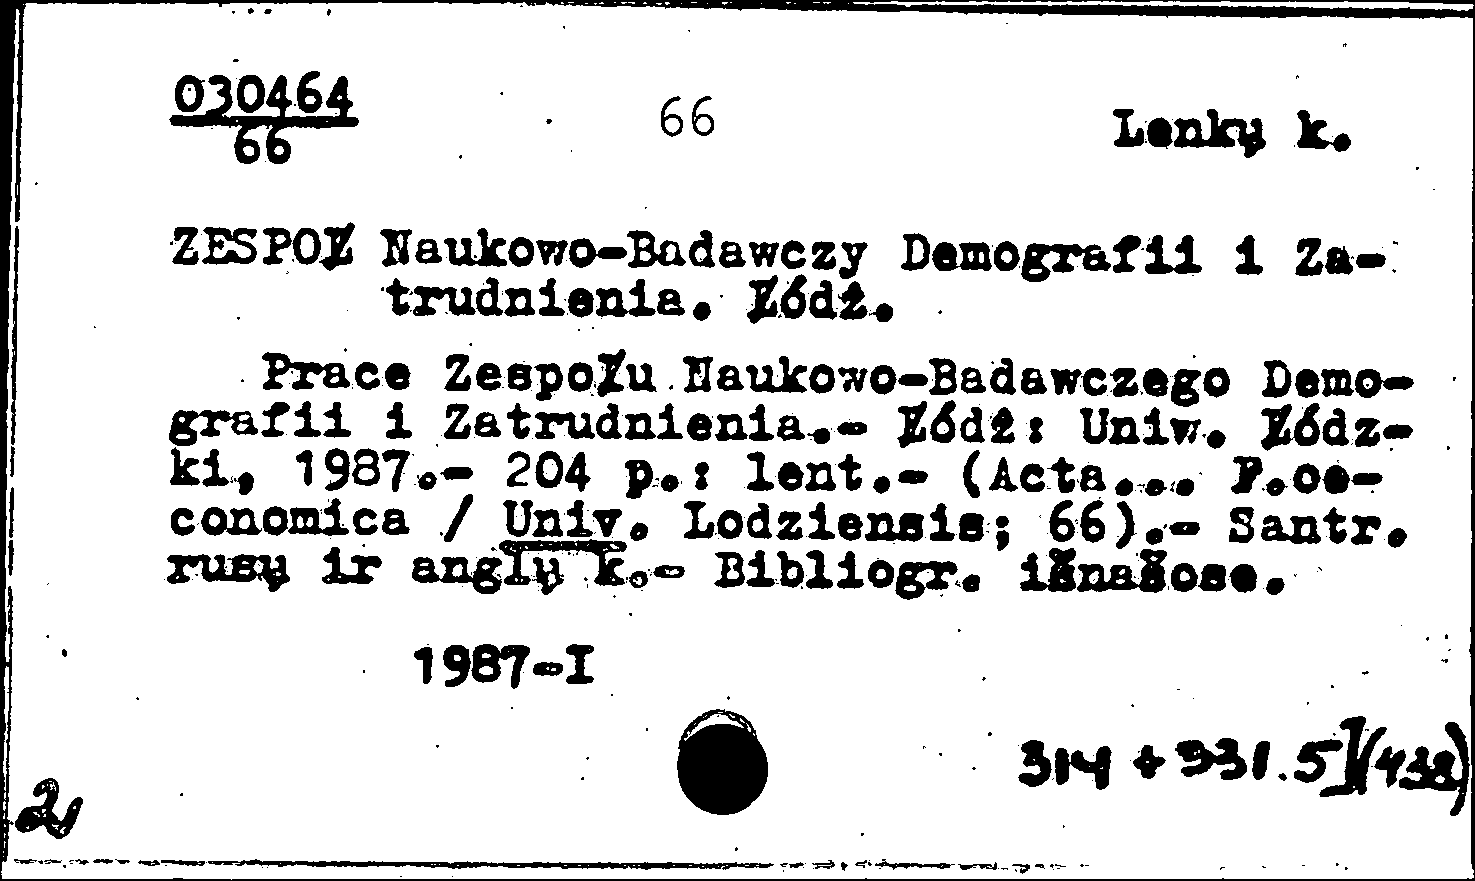 030464 66 Lenkų k.
66
ZESPOŁ Naukowo-Badawczy Demografii i Za-
trudnienia. Łódź.
Prace Zespołu Naukowo-Badawczego Demo-
grafii i Zatrudnienia.- Łódź: Uniw. Łódz-
ki, 1987.- 204 p.: lent.- (Acta... F.oe-
conomica / Univ. Lodziensis; 66).- Santr.
rusų ir anglų k.- Bibliogr. išnašose.
1987-I
314 + 331.5](438)
2